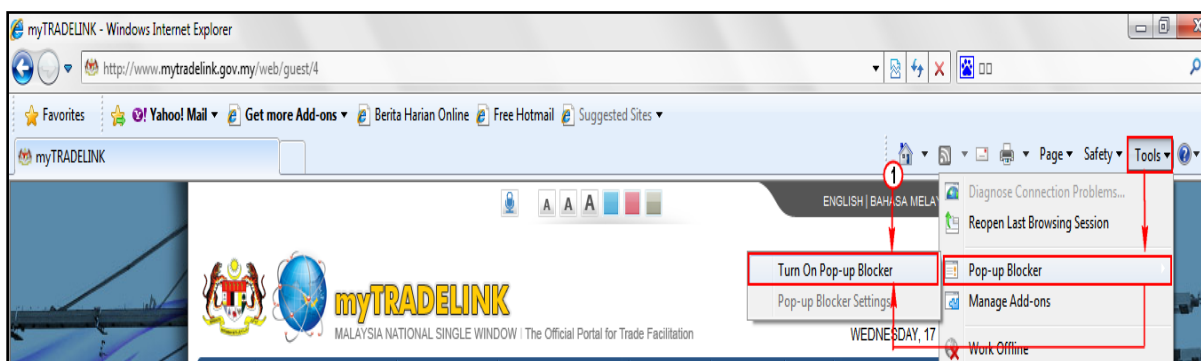 myTRADELINK - Windows Internet Explorer
http://www.mytradelink.gov.my/web/guest/4
Favorites Yahoo! Mail Get more Add-ons Berita Harian Online Free Hotmail Suggested Sites
myTRADELINK Page Safety Tools
1
A A A ENGLISH | BAHASA MELAY
Diagnose Connection Problems...
Reopen Last Browsing Session
Turn On Pop-up Blocker Pop-up Blocker
Pop-up Blocker Settings Manage Add-ons
myTRADELINK
MALAYSIA NATIONAL SINGLE WINDOW | The Official Portal for Trade Facilitation
WEDNESDAY, 17
Work Offline